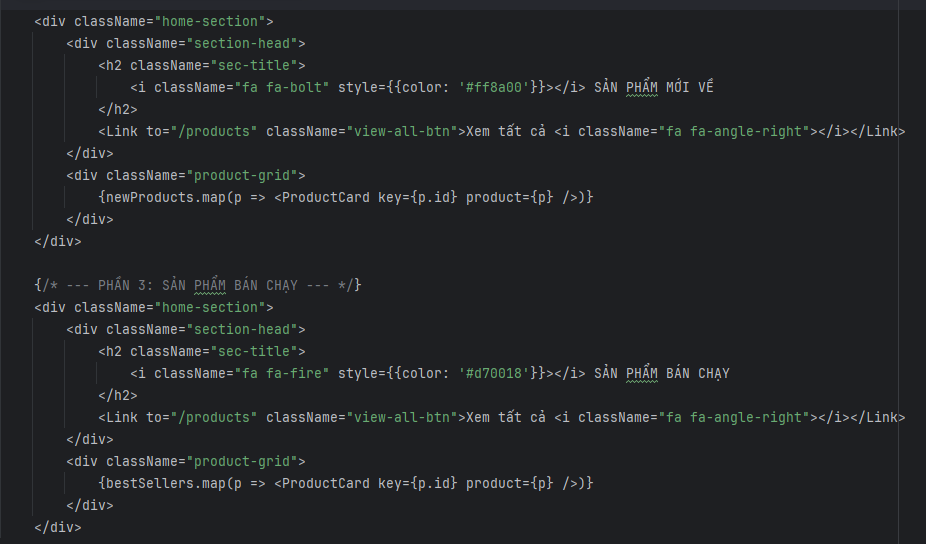 <div className="home-section">
<div className="section-head">
<h2 className="sec-title">
<i className="fa fa-bolt" style={{color: '#ff8a00'}}></i> SẢN PHẨM MỚI VỀ
</h2>
<Link to="/products" className="view-all-btn">Xem tất cả <i className="fa fa-angle-right"></i></Link>
</div>
<div className="product-grid">
{newProducts.map(p => <ProductCard key={p.id} product={p} />)}
</div>
</div>
{/* --- PHẦN 3: SẢN PHẨM BÁN CHẠY --- */}
<div className="home-section">
<div className="section-head">
<h2 className="sec-title">
<i className="fa fa-fire" style={{color: '#d70018'}}></i> SẢN PHẨM BÁN CHẠY
</h2>
<Link to="/products" className="view-all-btn">Xem tất cả <i className="fa fa-angle-right"></i></Link>
</div>
<div className="product-grid">
{bestSellers.map(p => <ProductCard key={p.id} product={p} />)}
</div>
</div>